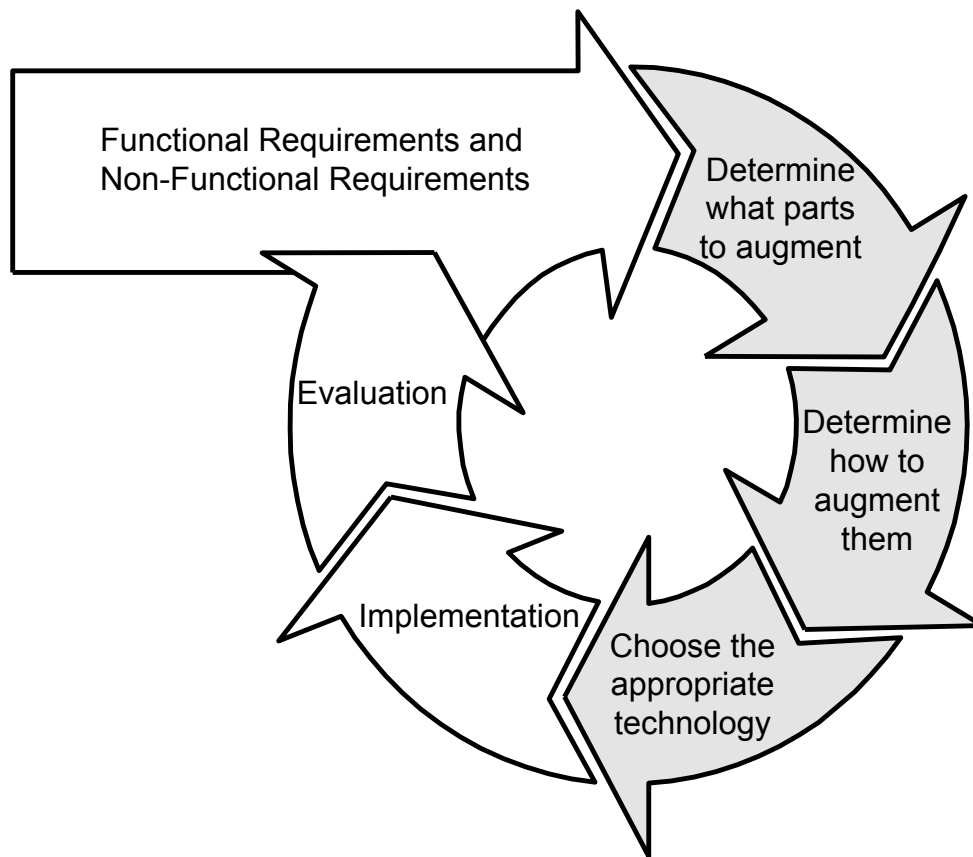 Functional Requirements and
Non-Functional Requirements
Determine
what parts
to augment
Determine
how to
augment
them
Choose the
appropriate
technology
Implementation
Evaluation